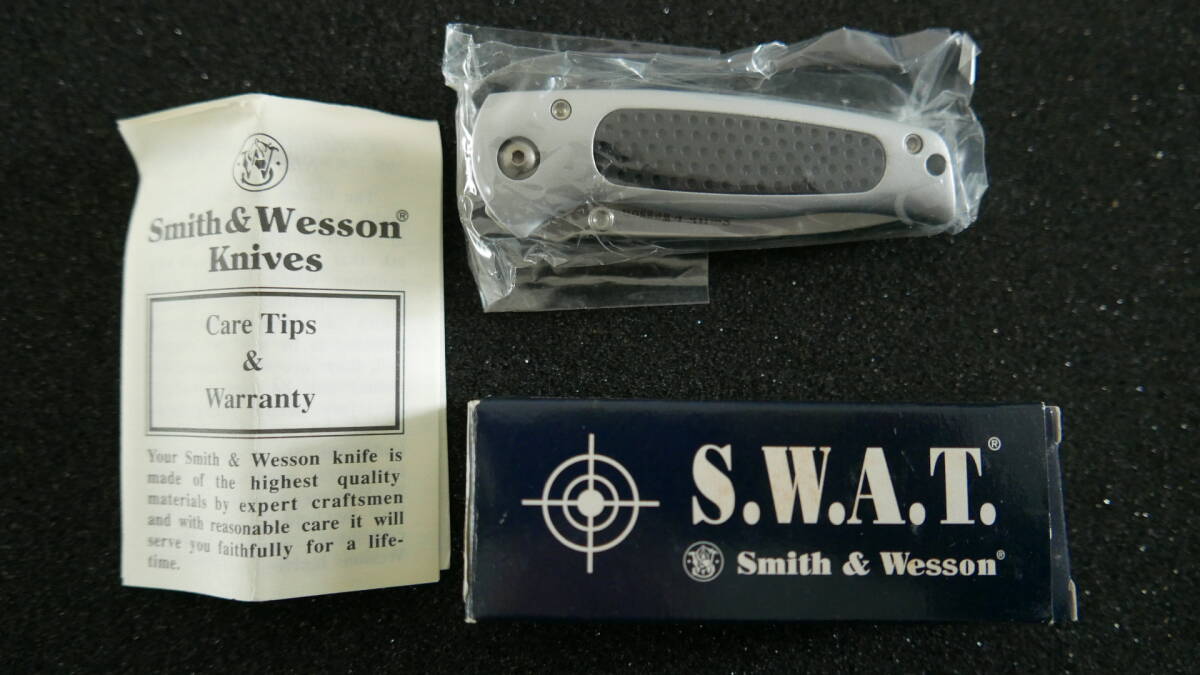 Smith & Wesson®
Knives
Care Tips
&
Warranty
Your Smith & Wesson knife is
made of the highest quality
materials by expert craftsmen
and with reasonable care it will
serve you faithfully for a life-
time.
S.W.A.T.®
Smith & Wesson®